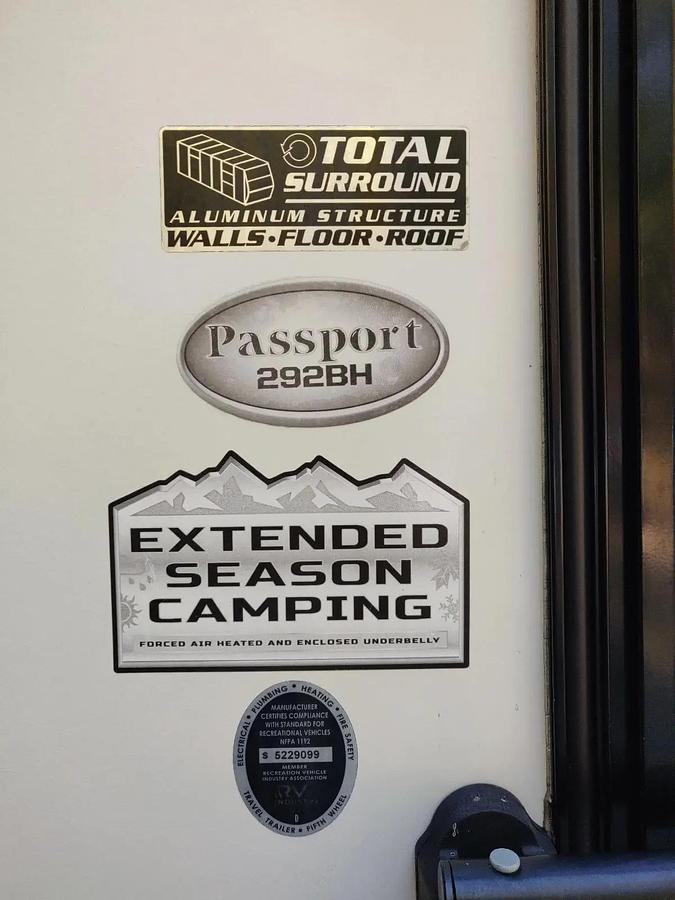 TOTAL
SURROUND
ALUMINUM STRUCTURE
WALLS•FLOOR•ROOF
Passport
292BH
EXTENDED
SEASON
CAMPING
FORCED AIR HEATED AND ENCLOSED UNDERBELLY
ELECTRICAL • PLUMBING • HEATING • FIRE SAFETY
MANUFACTURER
CERTIFIES COMPLIANCE
WITH STANDARD FOR
RECREATIONAL VEHICLES
NFPA 1192
S 5229099
MEMBER
RECREATION VEHICLE
INDUSTRY ASSOCIATION
RV
INDUSTRY
D
TRAVEL TRAILER • FIFTH WHEEL